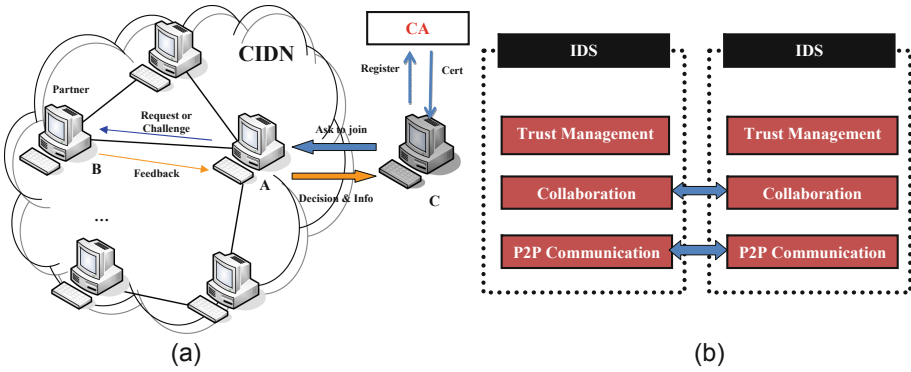 CIDN
CA
Register
Cert
Partner
Request or
Challenge
Ask to join
B
Feedback
A
Decision & Info
C
...
(a)
IDS
IDS
Trust Management
Trust Management
Collaboration
Collaboration
P2P Communication
P2P Communication
(b)